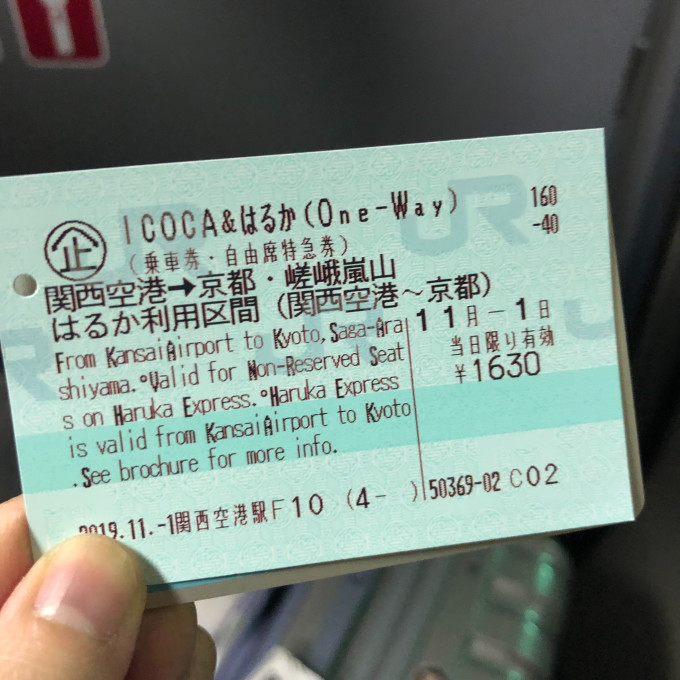 ICOCA&はるか(One-Way) 160
(乗車券・自由席特急券) -40
関西空港→京都・嵯峨嵐山
はるか利用区間(関西空港~京都)
From KansaiAirport to Kyoto,Saga-Ara 11月-1日
shiyama.°Valid for Non-Reserved Seat 当日限り有効
s on Haruka Express.°Haruka Express ¥1630
is valid from KansaiAirport to Kyoto
.See brochure for more info.
2019.11.-1関西空港駅F10 (4- ) 50369-02 C02
JR